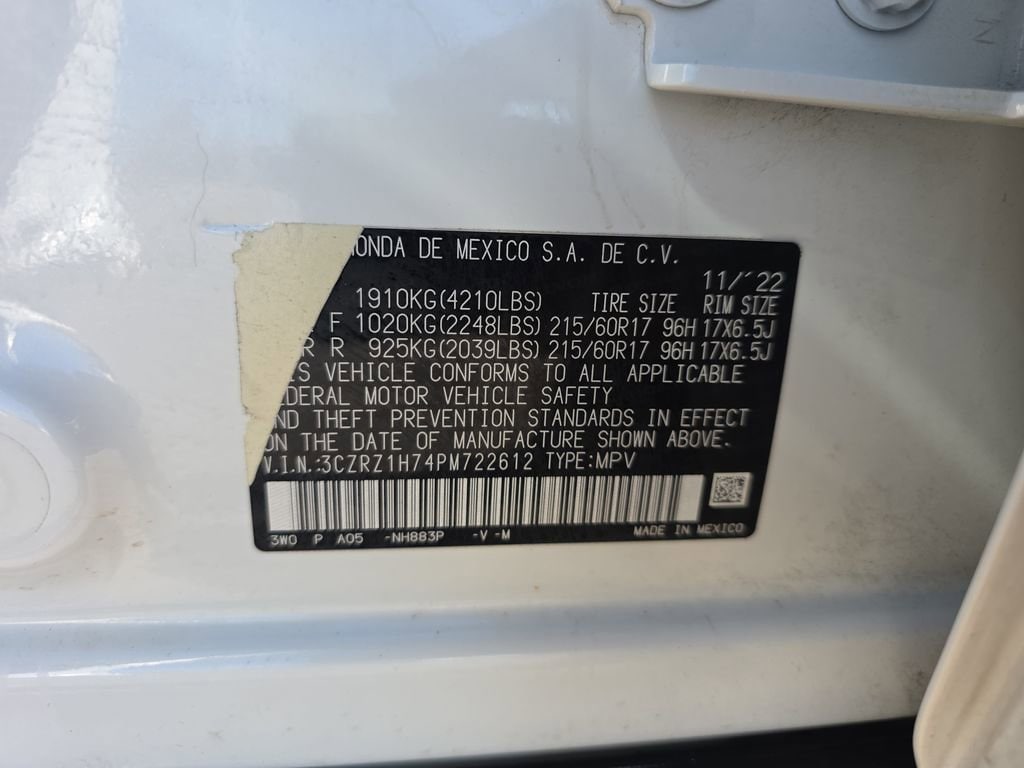 ONDA DE MEXICO S.A. DE C.V.
11/´22
1910KG(4210LBS) TIRE SIZE RIM SIZE
F 1020KG(2248LBS) 215/60R17 96H 17X6.5J
R R 925KG(2039LBS) 215/60R17 96H 17X6.5J
S VEHICLE CONFORMS TO ALL APPLICABLE
DERAL MOTOR VEHICLE SAFETY
ND THEFT PREVENTION STANDARDS IN EFFECT
ON THE DATE OF MANUFACTURE SHOWN ABOVE.
V.I.N.:3CZRZ1H74PM722612 TYPE:MPV
3W0 P A05 -NH883P -V -M MADE IN MEXICO